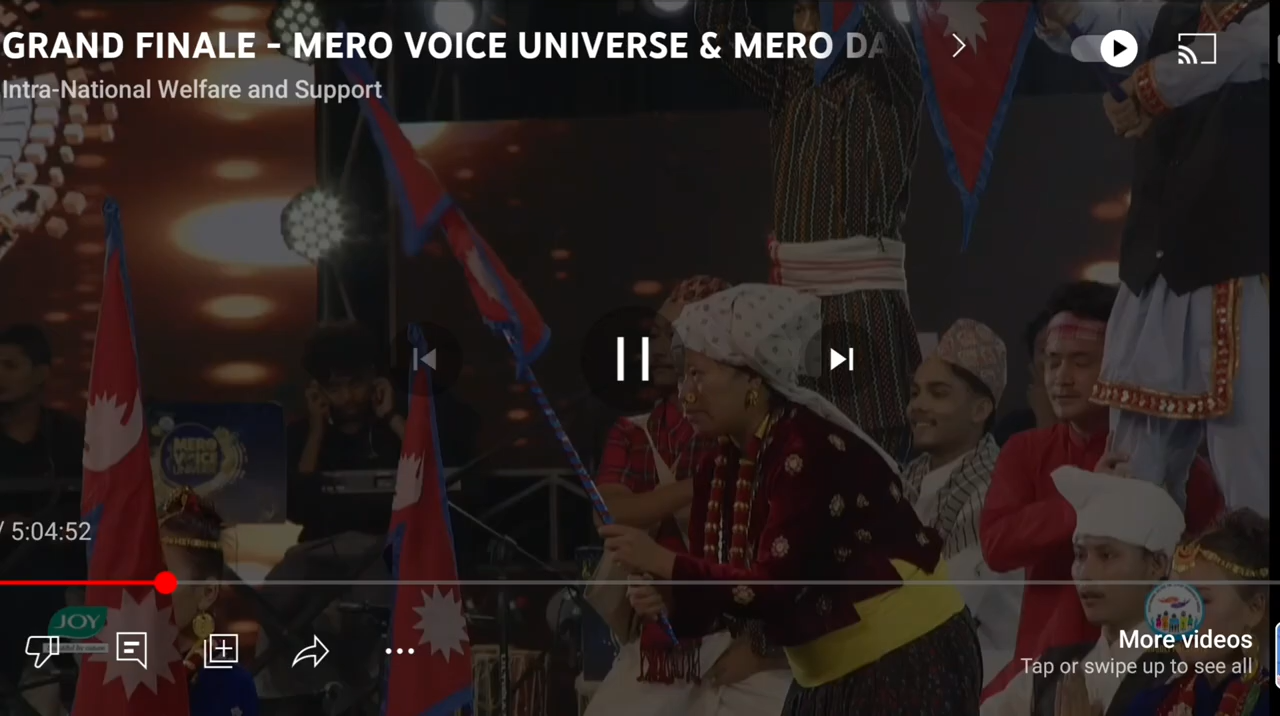 GRAND FINALE - MERO VOICE UNIVERSE & MERO DA
Intra-National Welfare and Support
MERO
VOICE
/ 5:04:52
JOY
More videos
Tap or swipe up to see all